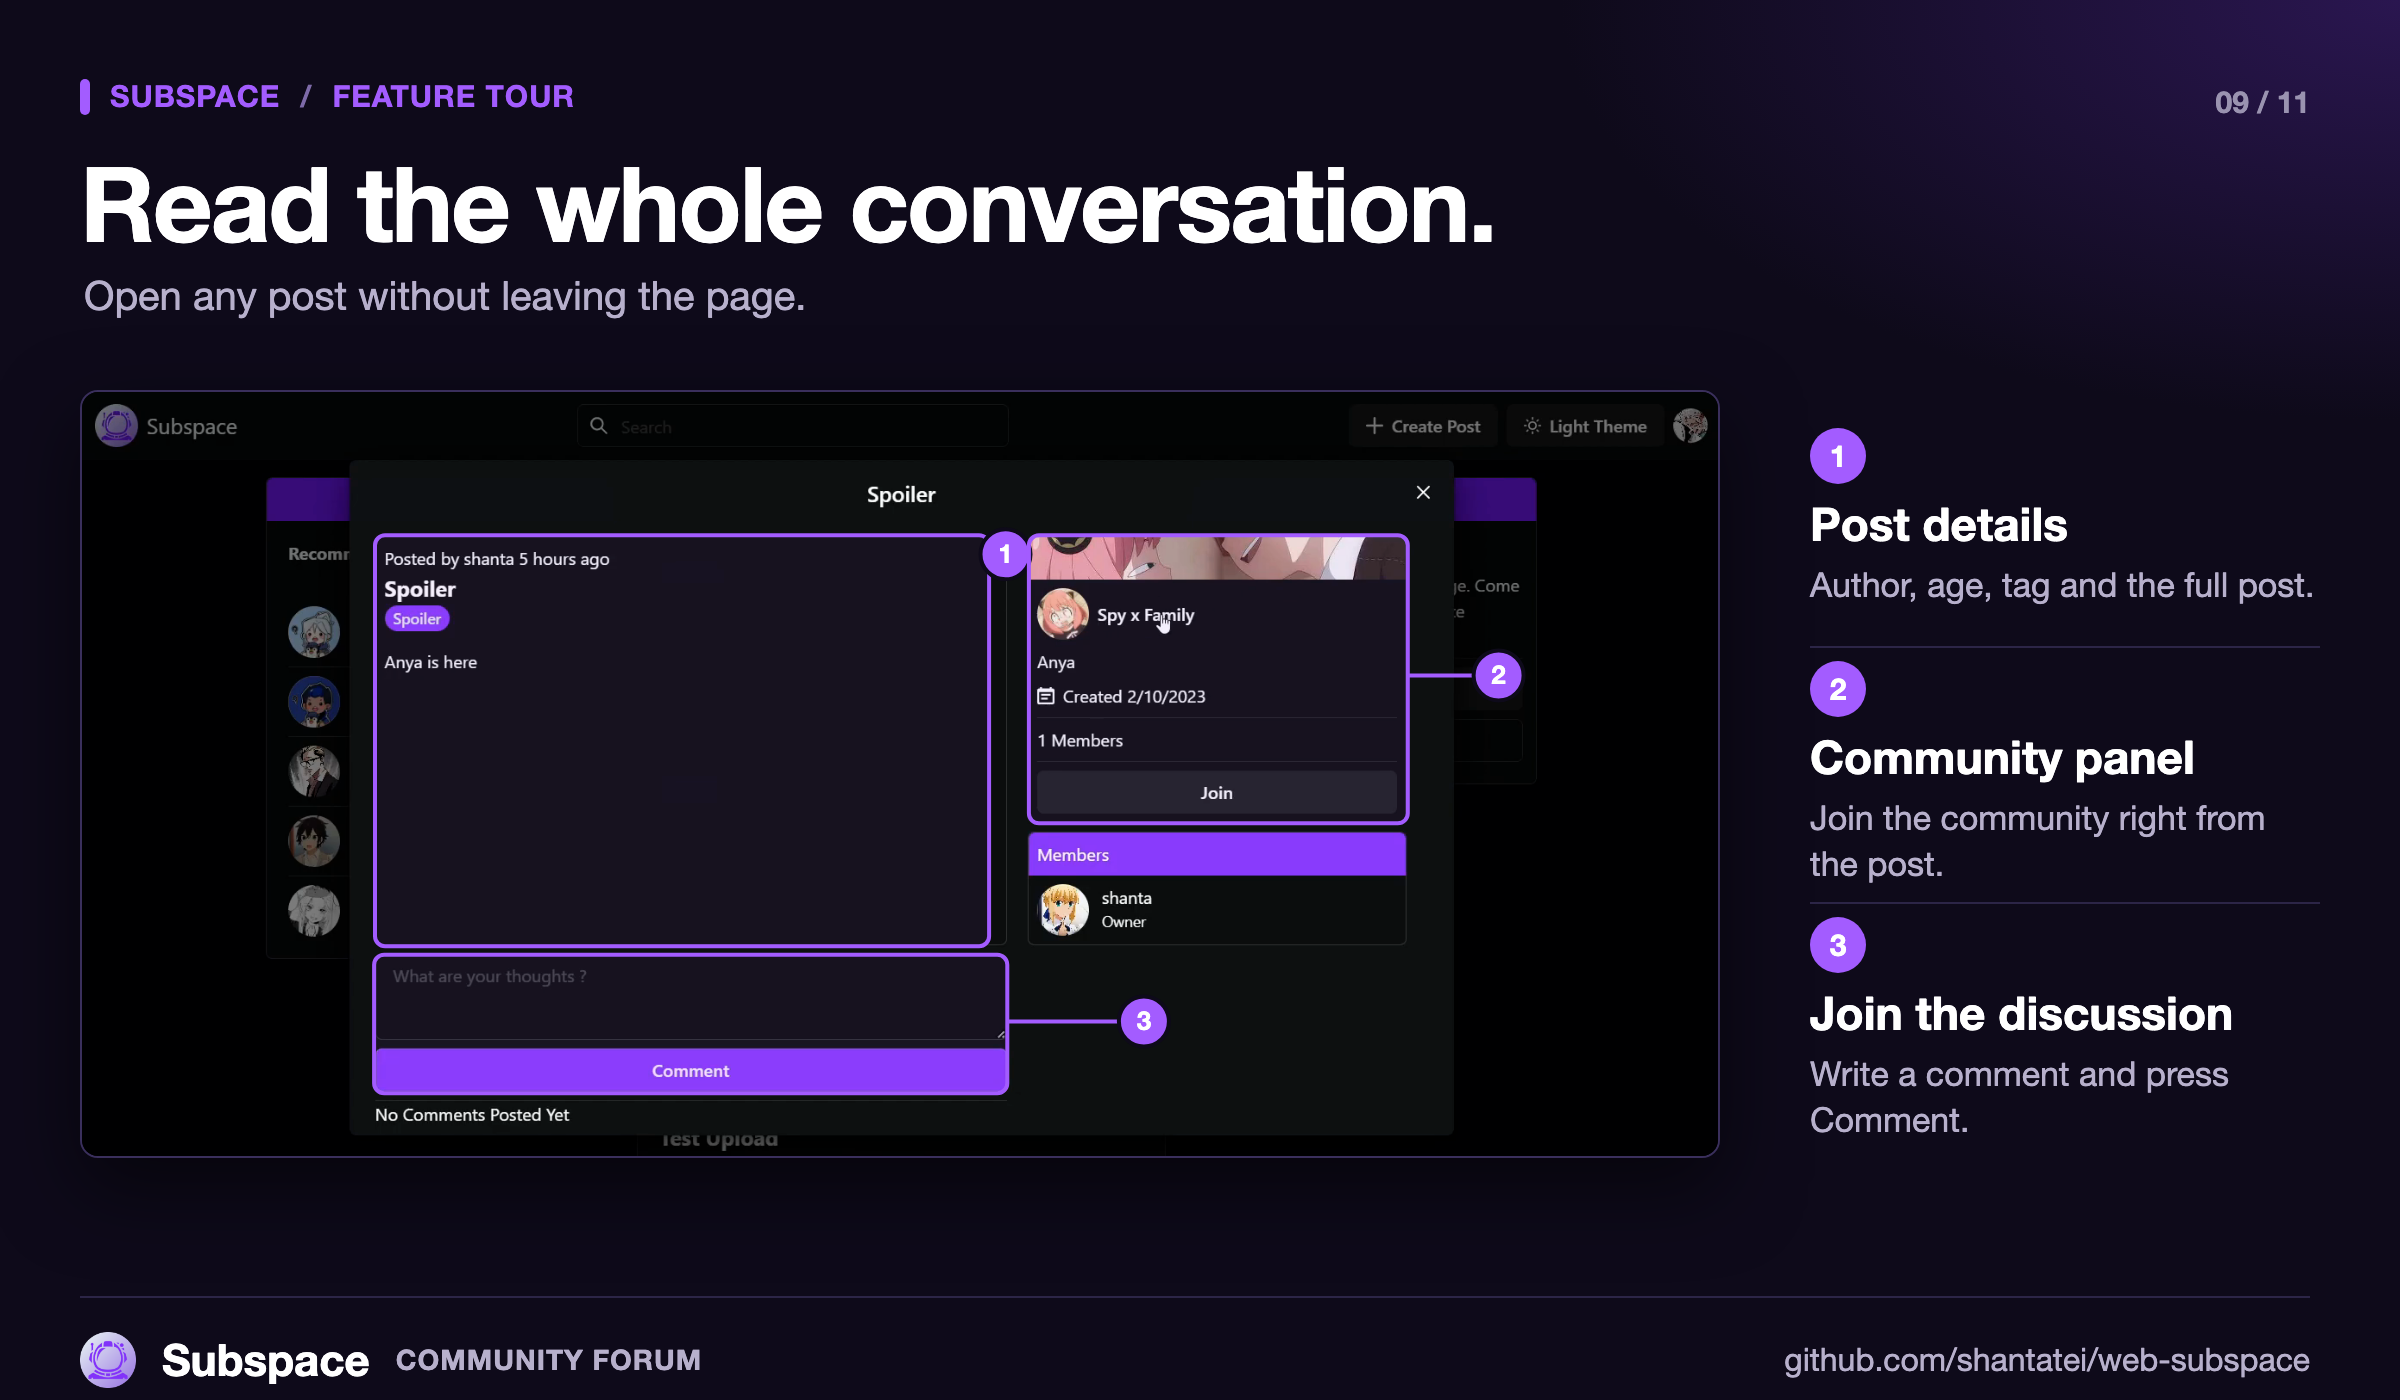 SUBSPACE / FEATURE TOUR
09 / 11
Read the whole conversation.
Open any post without leaving the page.
Subspace
Search
Create Post
Light Theme
Spoiler
Posted by shanta 5 hours ago
Spoiler
Spoiler
Anya is here
1
Spy x Family
Anya
Created 2/10/2023
1 Members
Join
2
Members
shanta
Owner
What are your thoughts ?
Comment
3
No Comments Posted Yet
Test Upload
1
Post details
Author, age, tag and the full post.
2
Community panel
Join the community right from
the post.
3
Join the discussion
Write a comment and press
Comment.
Subspace COMMUNITY FORUM
github.com/shantatei/web-subspace